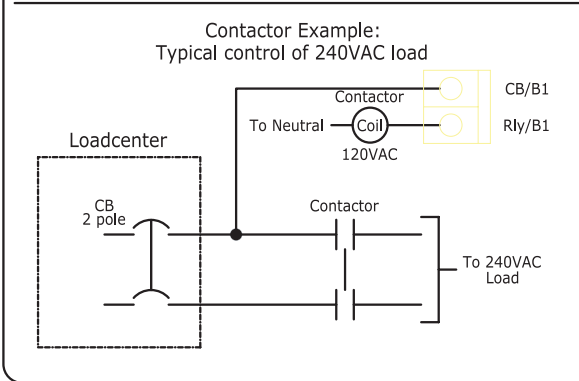 Contactor Example:
Typical control of 240VAC load
CB/B1
Contactor
To Neutral
Coil
Rly/B1
120VAC
Loadcenter
CB
2 pole
Contactor
To 240VAC
Load